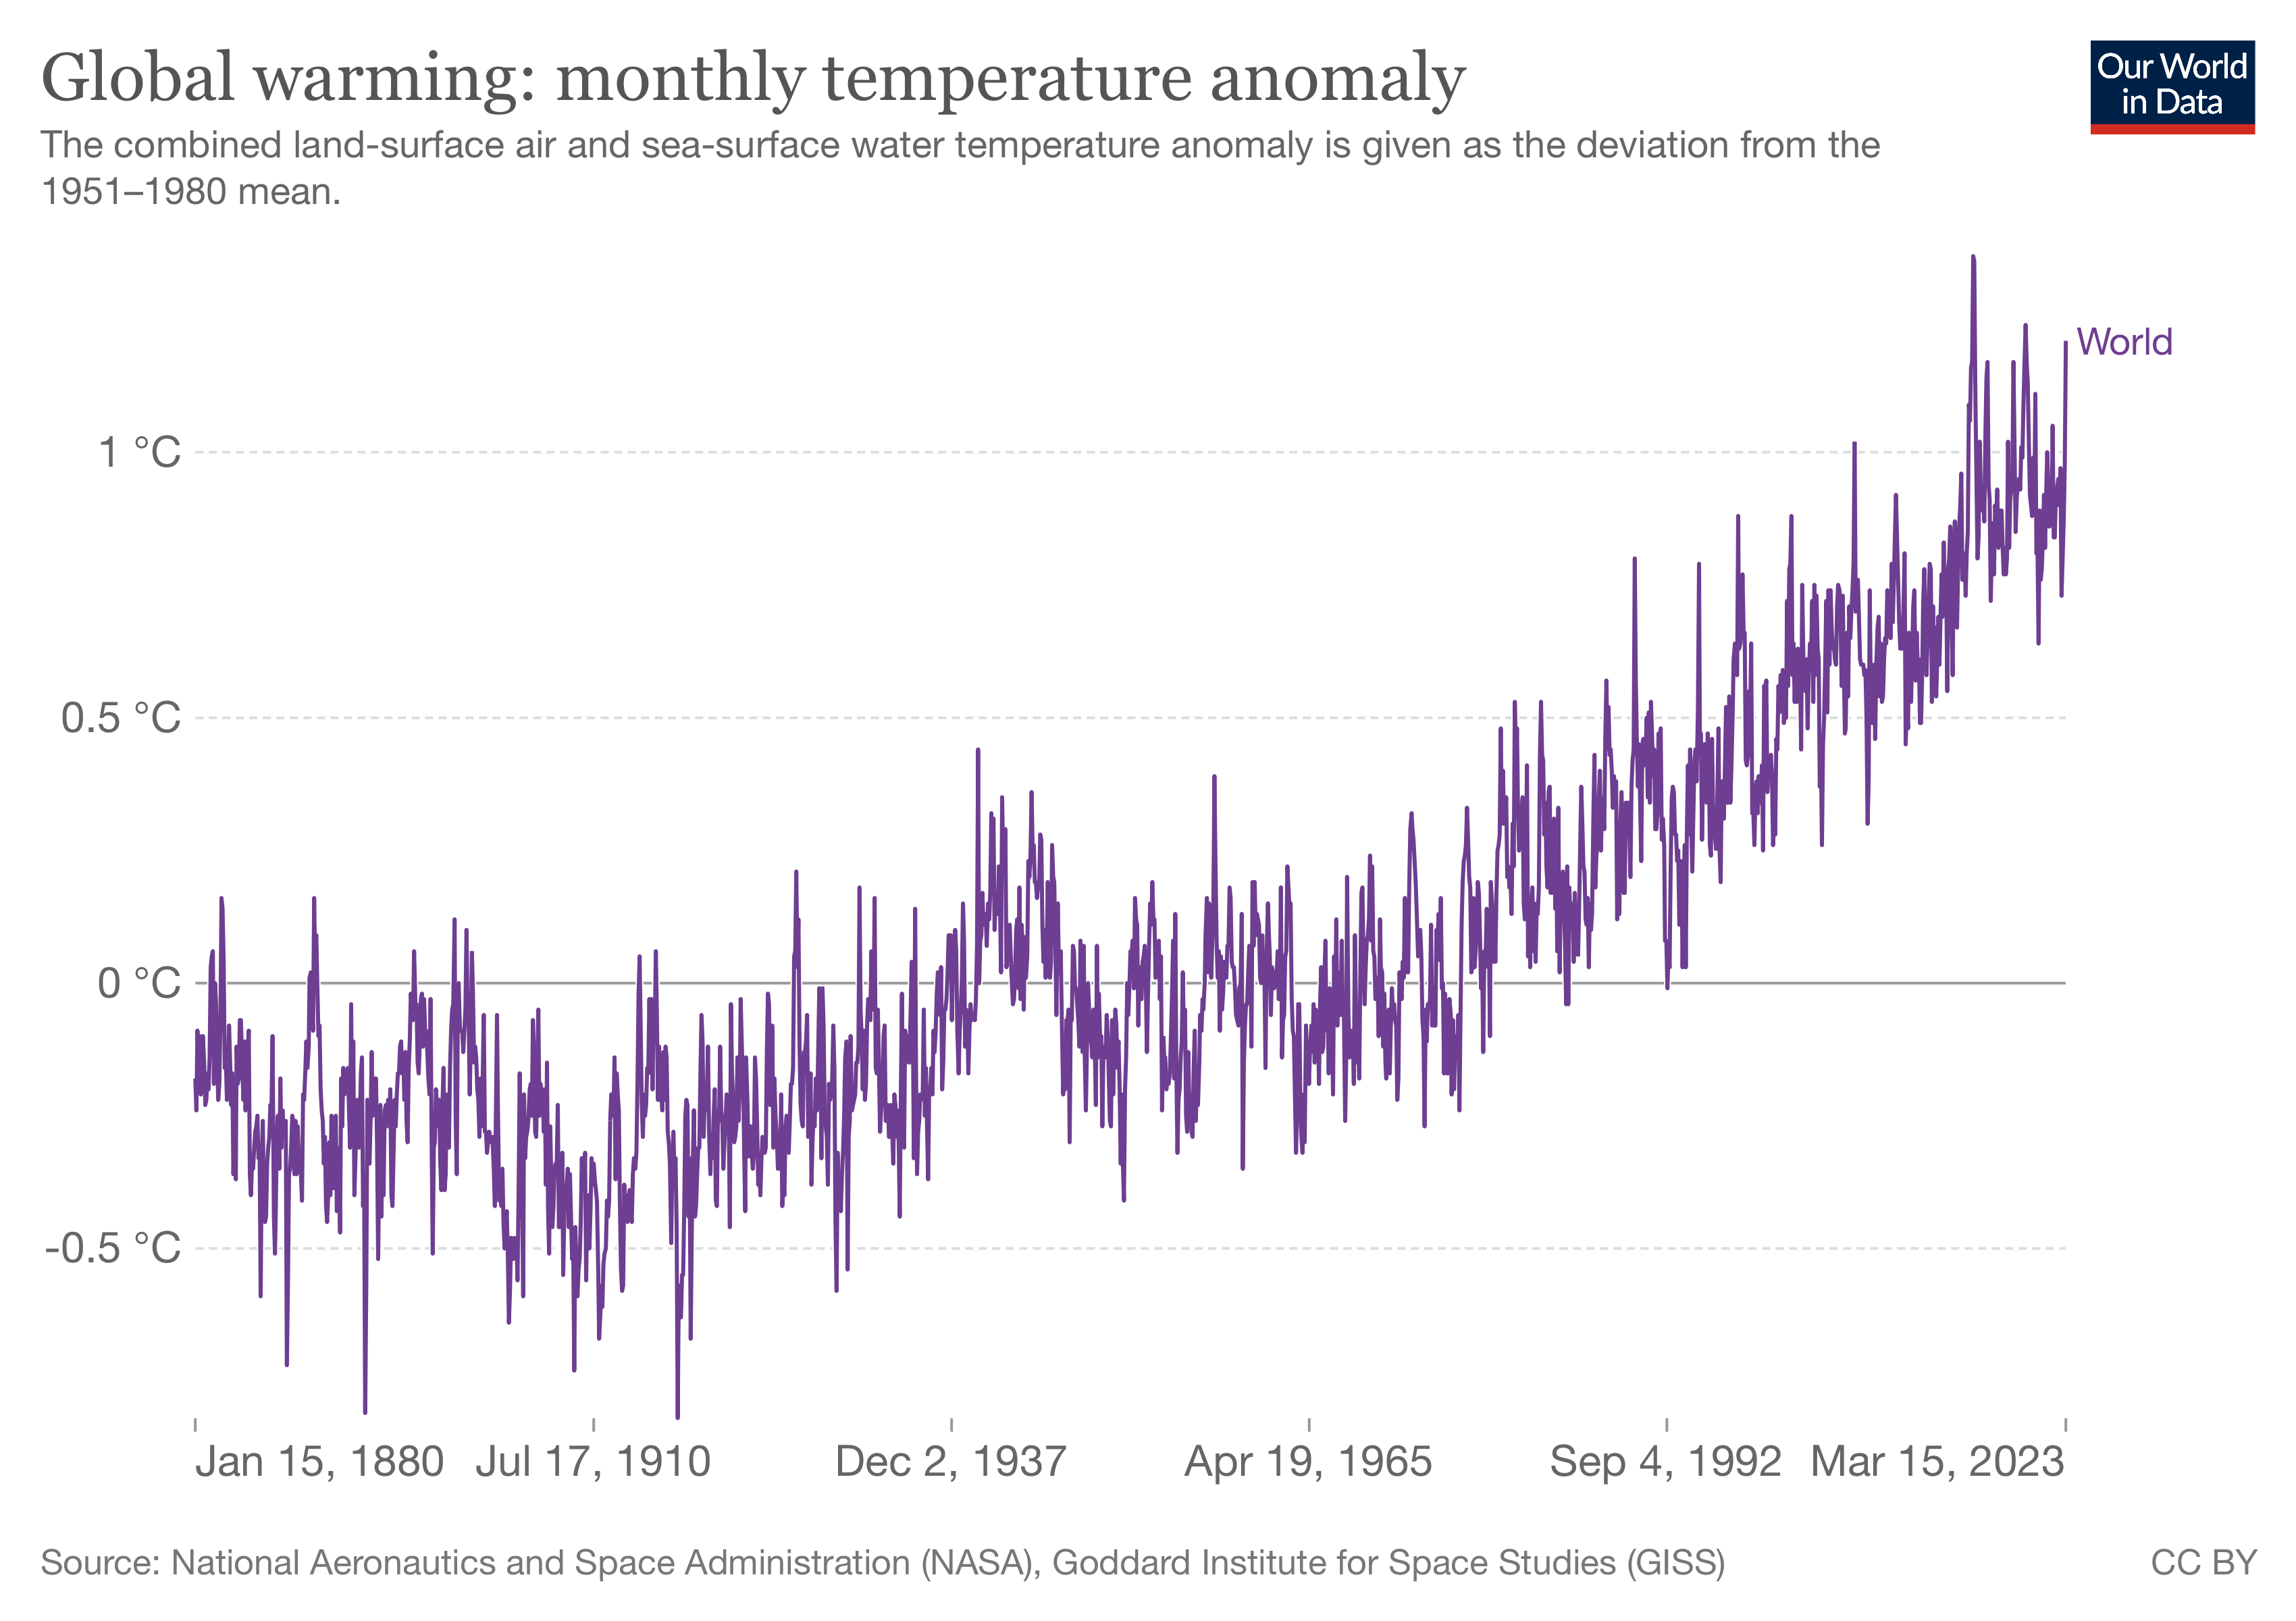 Global warming: monthly temperature anomaly
Our World
in Data
The combined land-surface air and sea-surface water temperature anomaly is given as the deviation from the
1951–1980 mean.
World
1 °C
0.5 °C
0 °C
-0.5 °C
Jan 15, 1880 Jul 17, 1910 Dec 2, 1937 Apr 19, 1965 Sep 4, 1992 Mar 15, 2023
Source: National Aeronautics and Space Administration (NASA), Goddard Institute for Space Studies (GISS) CC BY